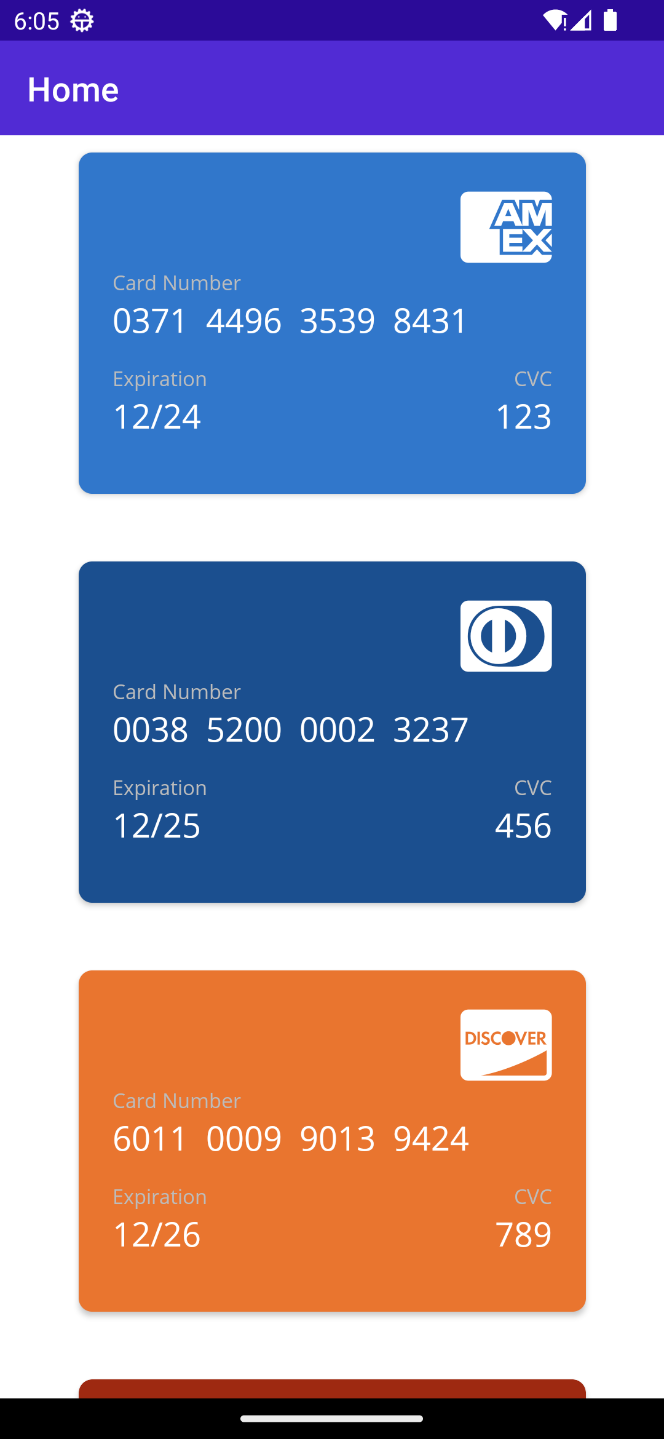 6:05
Home
AM
EX
Card Number
0371 4496 3539 8431
Expiration CVC
12/24 123
Card Number
0038 5200 0002 3237
Expiration CVC
12/25 456
DISCOVER
Card Number
6011 0009 9013 9424
Expiration CVC
12/26 789